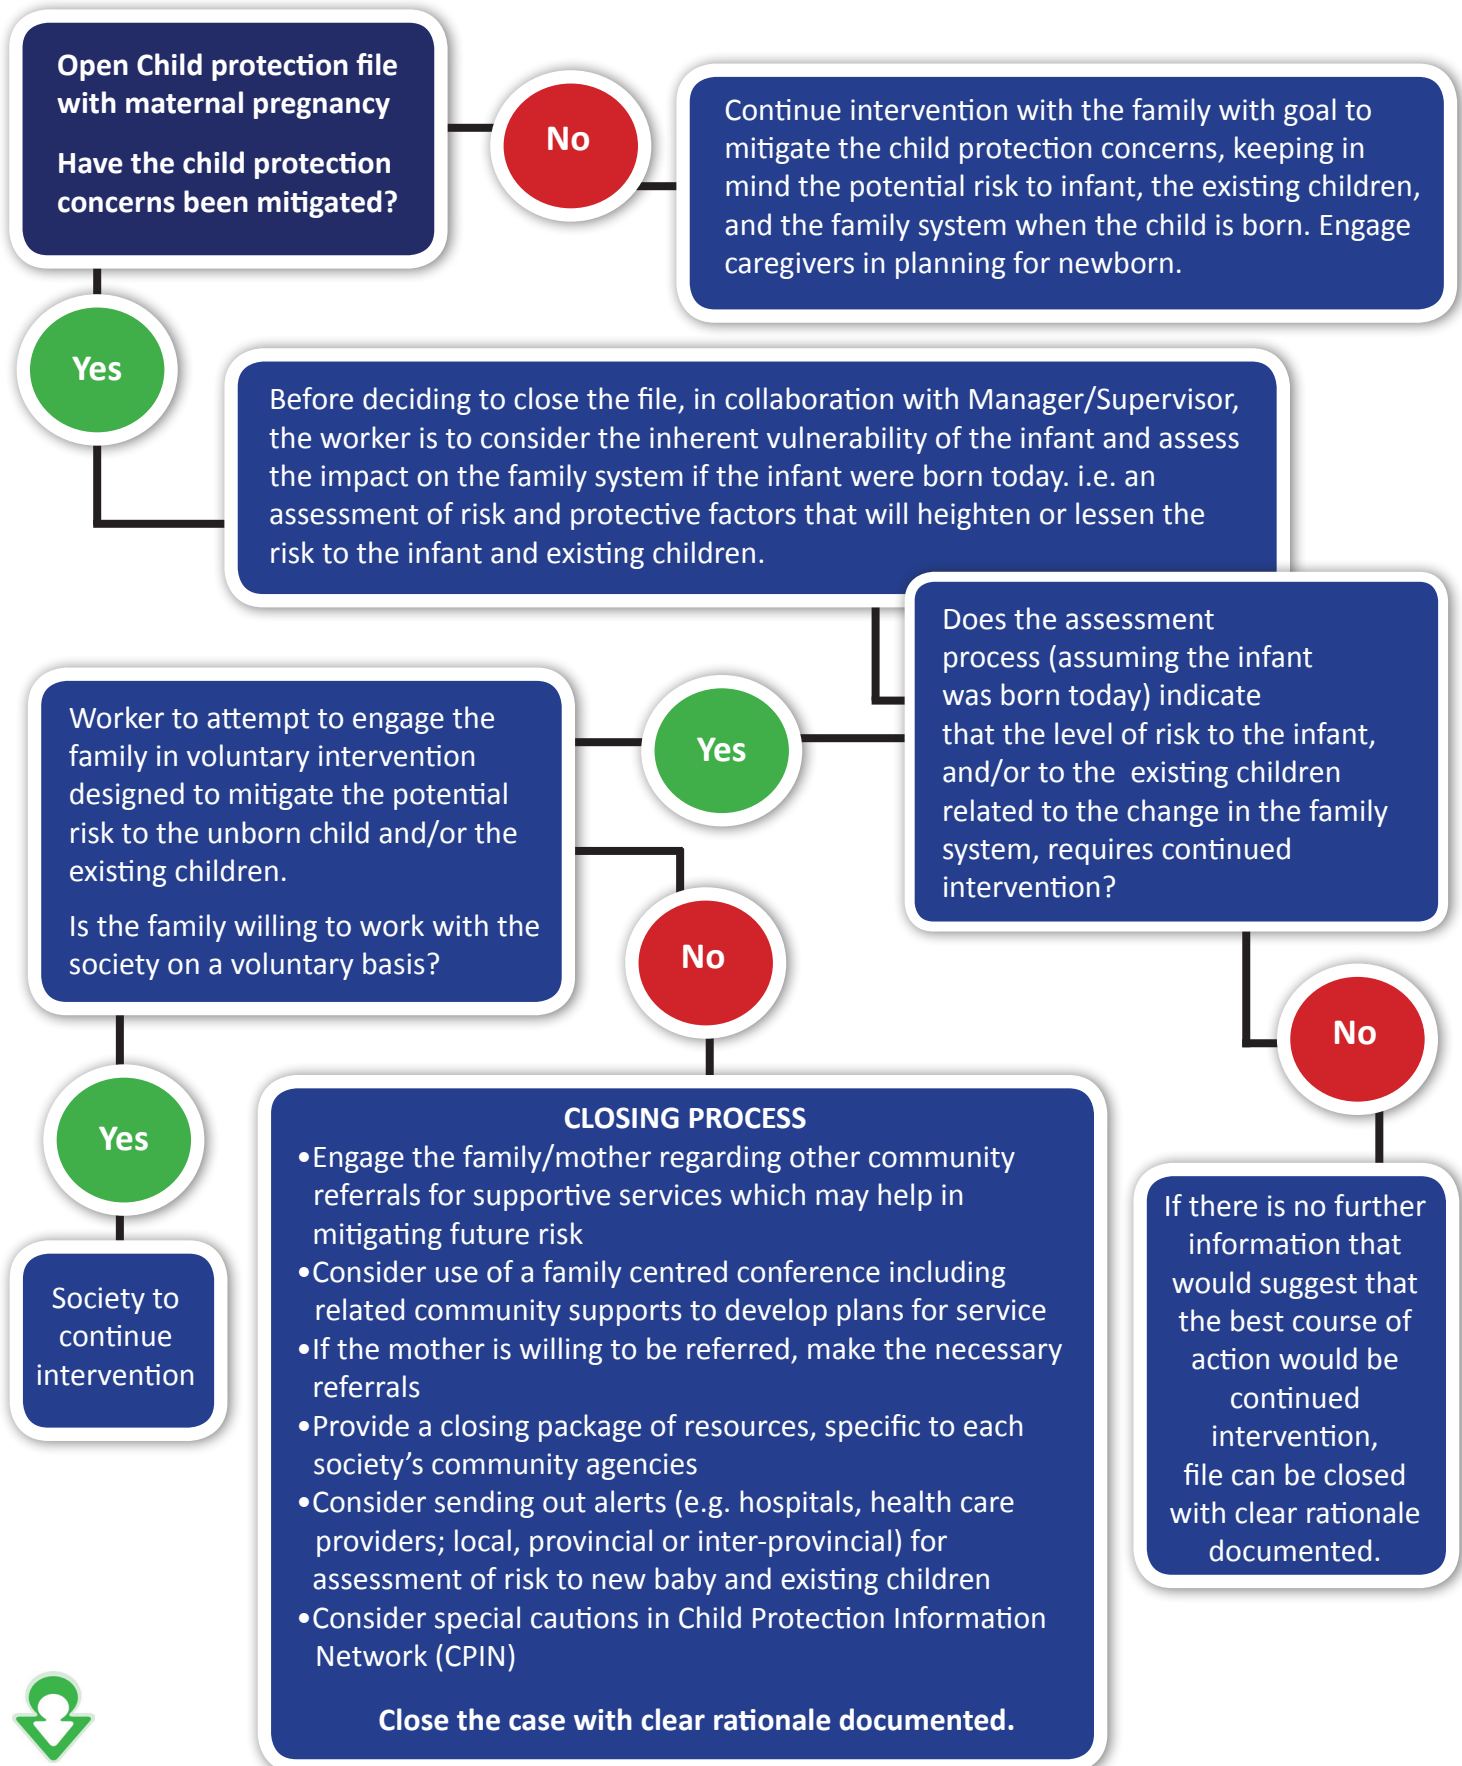 Open Child protection file
with maternal pregnancy
Have the child protection
concerns been mitigated?
No
Continue intervention with the family with goal to
mitigate the child protection concerns, keeping in
mind the potential risk to infant, the existing children,
and the family system when the child is born. Engage
caregivers in planning for newborn.
Yes
Before deciding to close the file, in collaboration with Manager/Supervisor,
the worker is to consider the inherent vulnerability of the infant and assess
the impact on the family system if the infant were born today. i.e. an
assessment of risk and protective factors that will heighten or lessen the
risk to the infant and existing children.
Does the assessment
process (assuming the infant
was born today) indicate
that the level of risk to the infant,
and/or to the existing children
related to the change in the family
system, requires continued
intervention?
Yes
Worker to attempt to engage the
family in voluntary intervention
designed to mitigate the potential
risk to the unborn child and/or the
existing children.
Is the family willing to work with the
society on a voluntary basis?
No
No
Yes
Society to
continue
intervention
CLOSING PROCESS
•Engage the family/mother regarding other community
referrals for supportive services which may help in
mitigating future risk
•Consider use of a family centred conference including
related community supports to develop plans for service
•If the mother is willing to be referred, make the necessary
referrals
•Provide a closing package of resources, specific to each
society's community agencies
•Consider sending out alerts (e.g. hospitals, health care
providers; local, provincial or inter-provincial) for
assessment of risk to new baby and existing children
•Consider special cautions in Child Protection Information
Network (CPIN)
Close the case with clear rationale documented.
If there is no further
information that
would suggest that
the best course of
action would be
continued
intervention,
file can be closed
with clear rationale
documented.